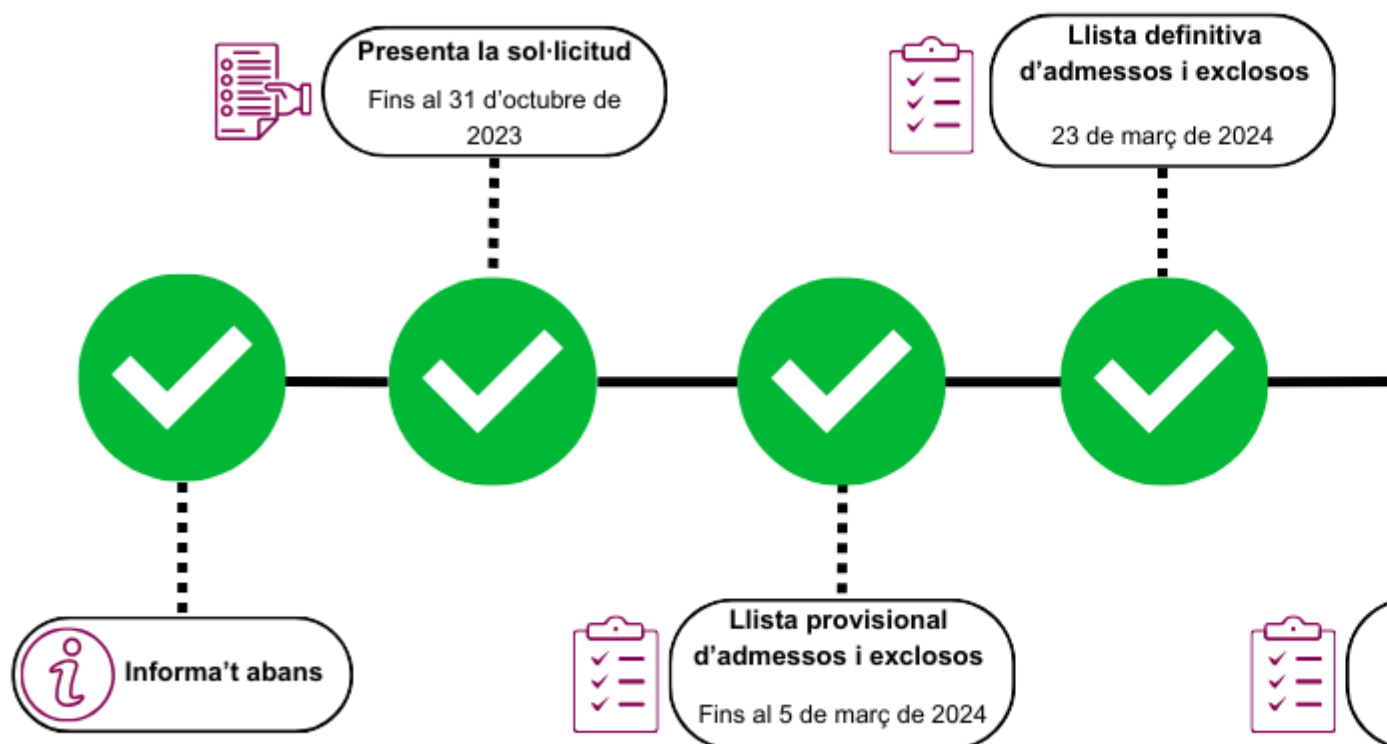 Presenta la sol·licitud
Fins al 31 d’octubre de
2023
Llista definitiva
d’admessos i exclosos
23 de març de 2024
Informa’t abans
Llista provisional
d’admessos i exclosos
Fins al 5 de març de 2024